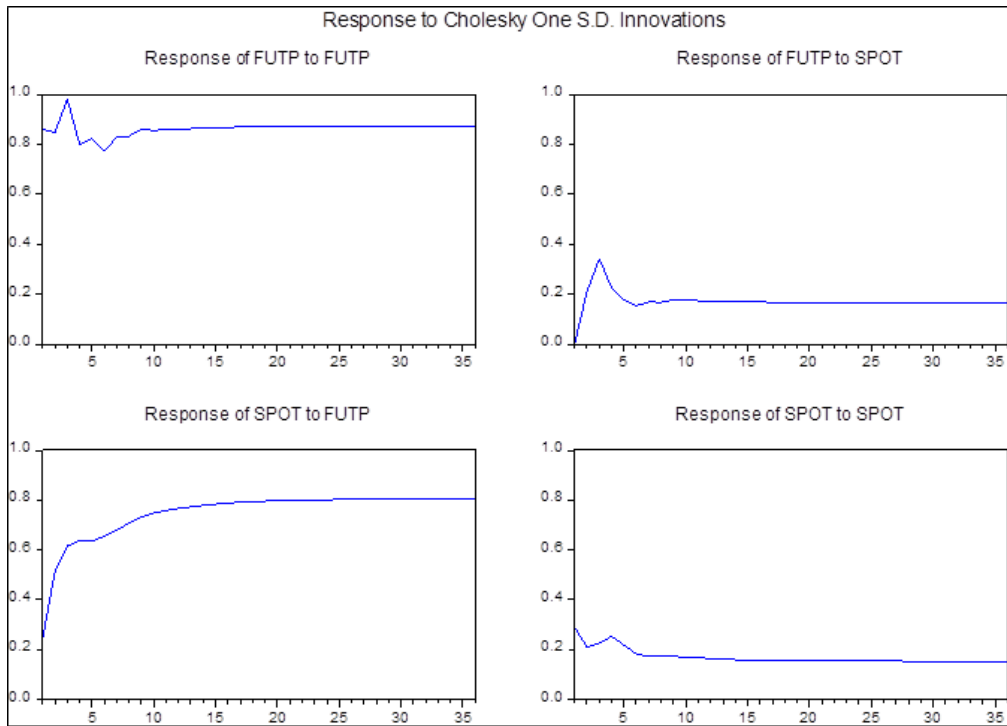 Response to Cholesky One S.D. Innovations
Response of FUTP to FUTP
1.0
0.8
0.6
0.4
0.2
0.0
5 10 15 20 25 30 35
Response of FUTP to SPOT
1.0
0.8
0.6
0.4
0.2
0.0
5 10 15 20 25 30 35
Response of SPOT to FUTP
1.0
0.8
0.6
0.4
0.2
0.0
5 10 15 20 25 30 35
Response of SPOT to SPOT
1.0
0.8
0.6
0.4
0.2
0.0
5 10 15 20 25 30 35